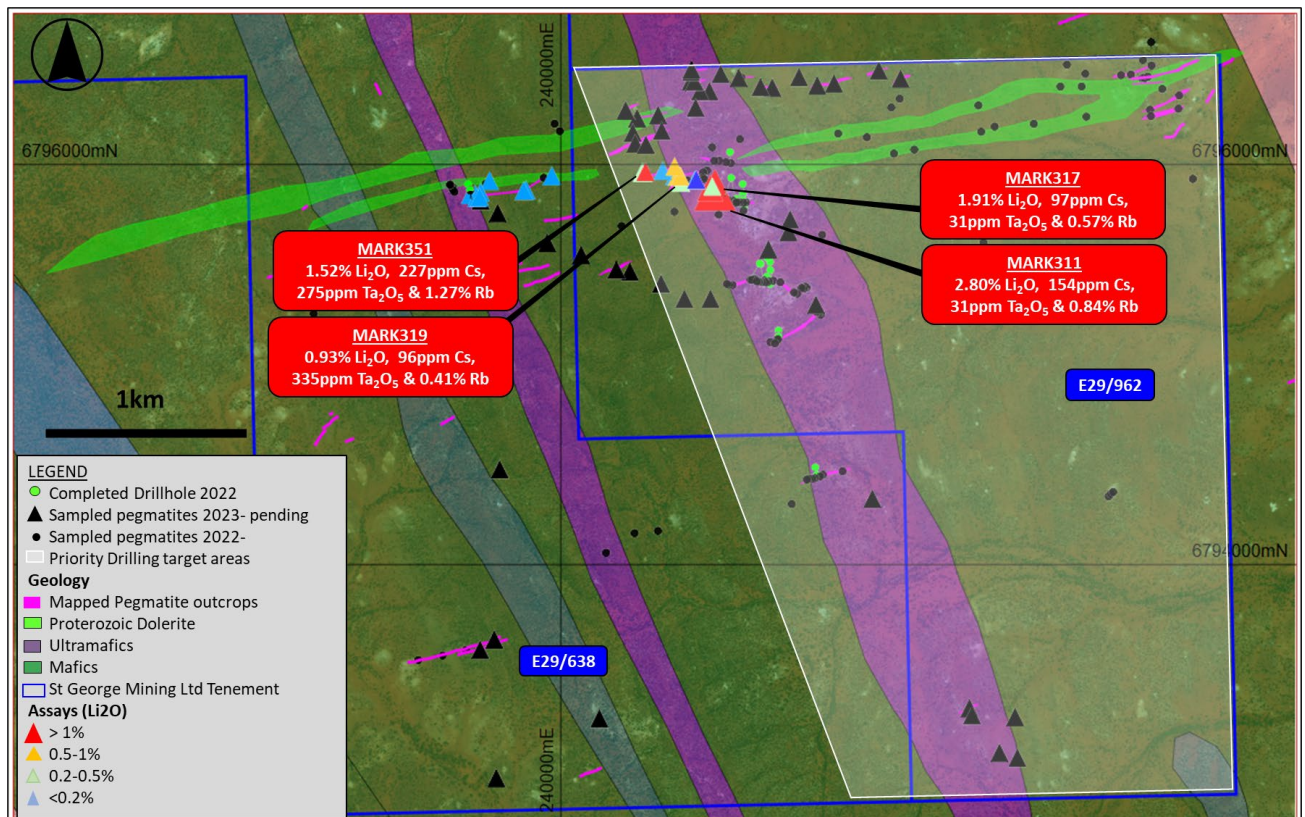 240000mE
6796000mN
6796000mN
MARK317
1.91% Li₂O, 97ppm Cs,
31ppm Ta₂O₅ & 0.57% Rb
MARK351
1.52% Li₂O, 227ppm Cs,
275ppm Ta₂O₅ & 1.27% Rb
MARK311
2.80% Li₂O, 154ppm Cs,
31ppm Ta₂O₅ & 0.84% Rb
MARK319
0.93% Li₂O, 96ppm Cs,
335ppm Ta₂O₅ & 0.41% Rb
E29/962
1km
LEGEND
Completed Drillhole 2022
Sampled pegmatites 2023- pending
Sampled pegmatites 2022-
Priority Drilling target areas
Geology
Mapped Pegmatite outcrops
Proterozoic Dolerite
Ultramafics
Mafics
St George Mining Ltd Tenement
Assays (Li2O)
> 1%
0.5-1%
0.2-0.5%
<0.2%
6794000mN
E29/638
240000mE